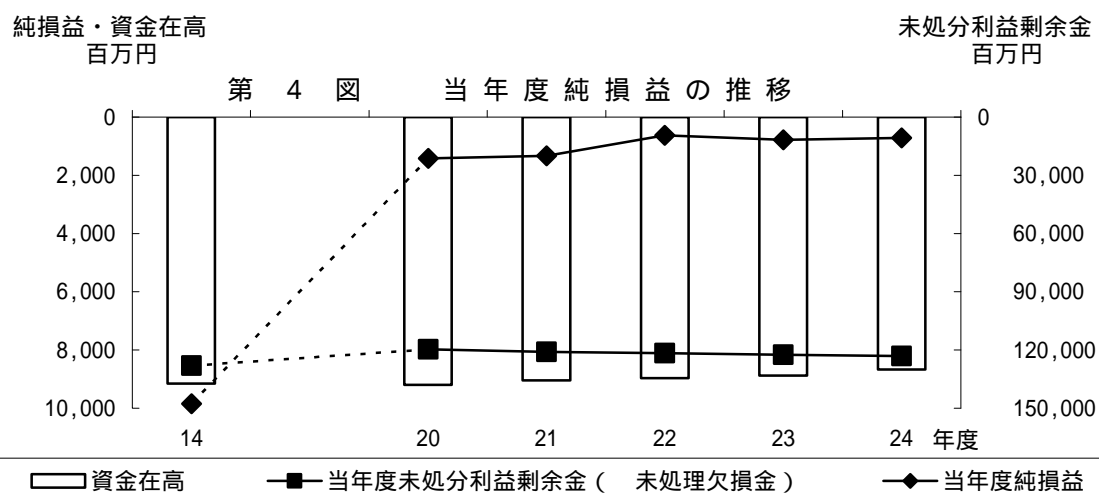 純損益・資金在高
百万円
未処分利益剰余金
百万円
第４図 当年度純損益の推移
0
2,000
4,000
6,000
8,000
10,000
0
30,000
60,000
90,000
120,000
150,000
14 20 21 22 23 24 年度
資金在高 当年度未処分利益剰余金（ 未処理欠損金） 当年度純損益